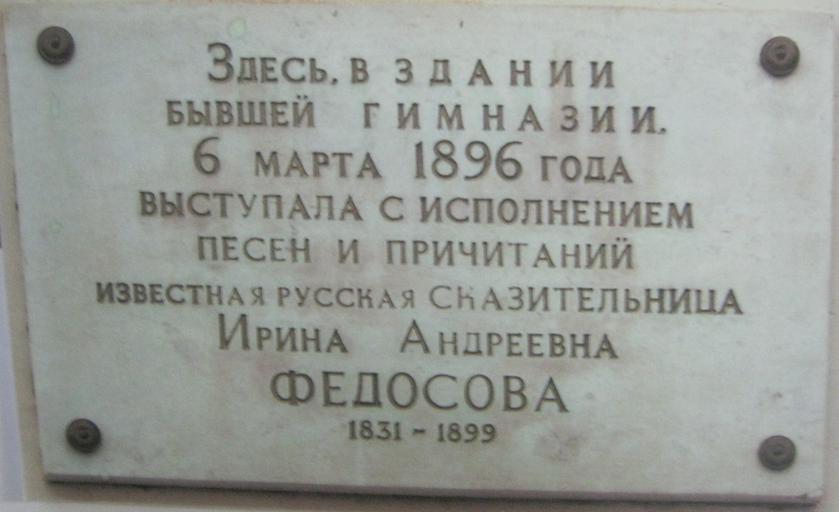 Здесь, в здании
бывшей гимназии,
6 марта 1896 года
выступала с исполнением
песен и причитаний
известная русская сказительница
Ирина Андреевна
ФЕДОСОВА
1831 - 1899